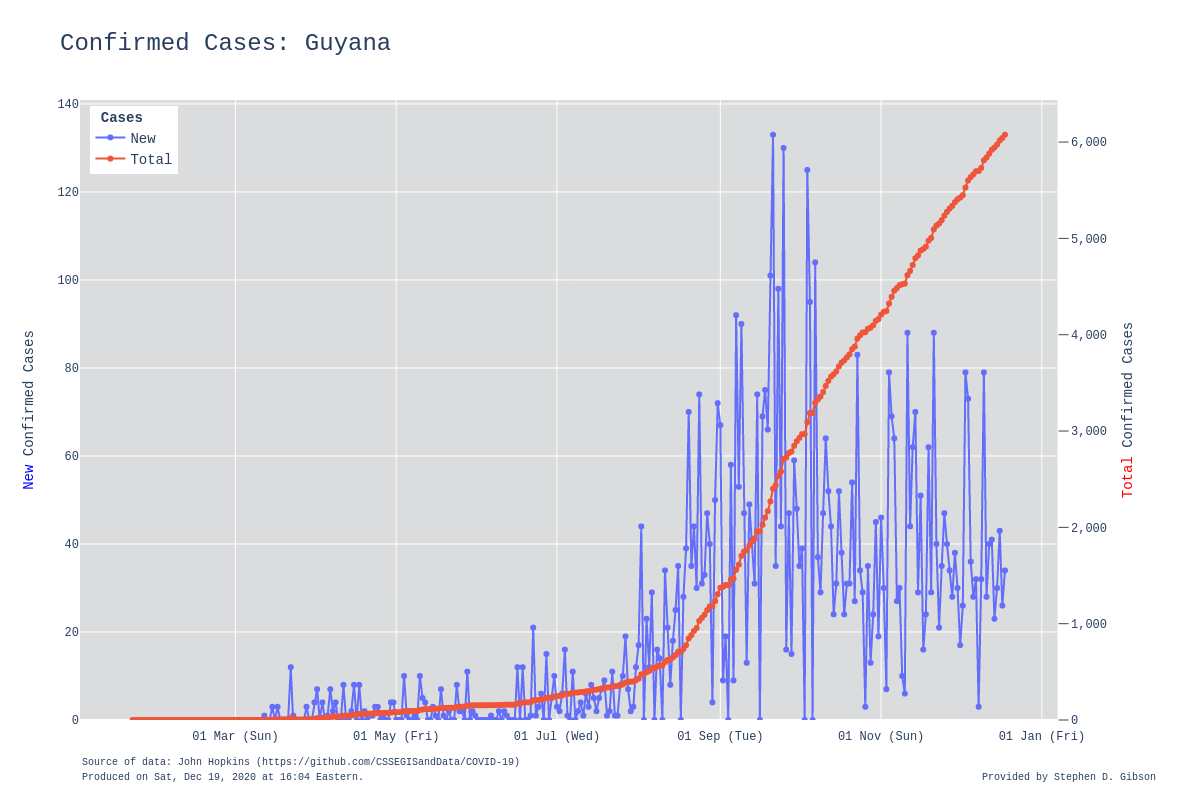 Confirmed Cases: Guyana
Cases
New
Total
140
120
100
80
60
40
20
0
6,000
5,000
4,000
3,000
2,000
1,000
0
New Confirmed Cases
Total Confirmed Cases
01 Mar (Sun)
01 May (Fri)
01 Jul (Wed)
01 Sep (Tue)
01 Nov (Sun)
01 Jan (Fri)
Source of data: John Hopkins (https://github.com/CSSEGISandData/COVID-19)
Produced on Sat, Dec 19, 2020 at 16:04 Eastern.
Provided by Stephen D. Gibson